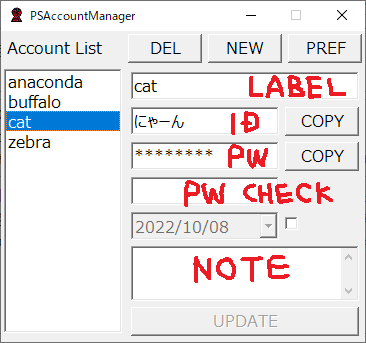 PSAccountManager
Account List DEL NEW PREF
anaconda
buffalo
cat
zebra
cat LABEL
にゃーん ID COPY
******** PW COPY
PW CHECK
2022/10/08
NOTE
UPDATE